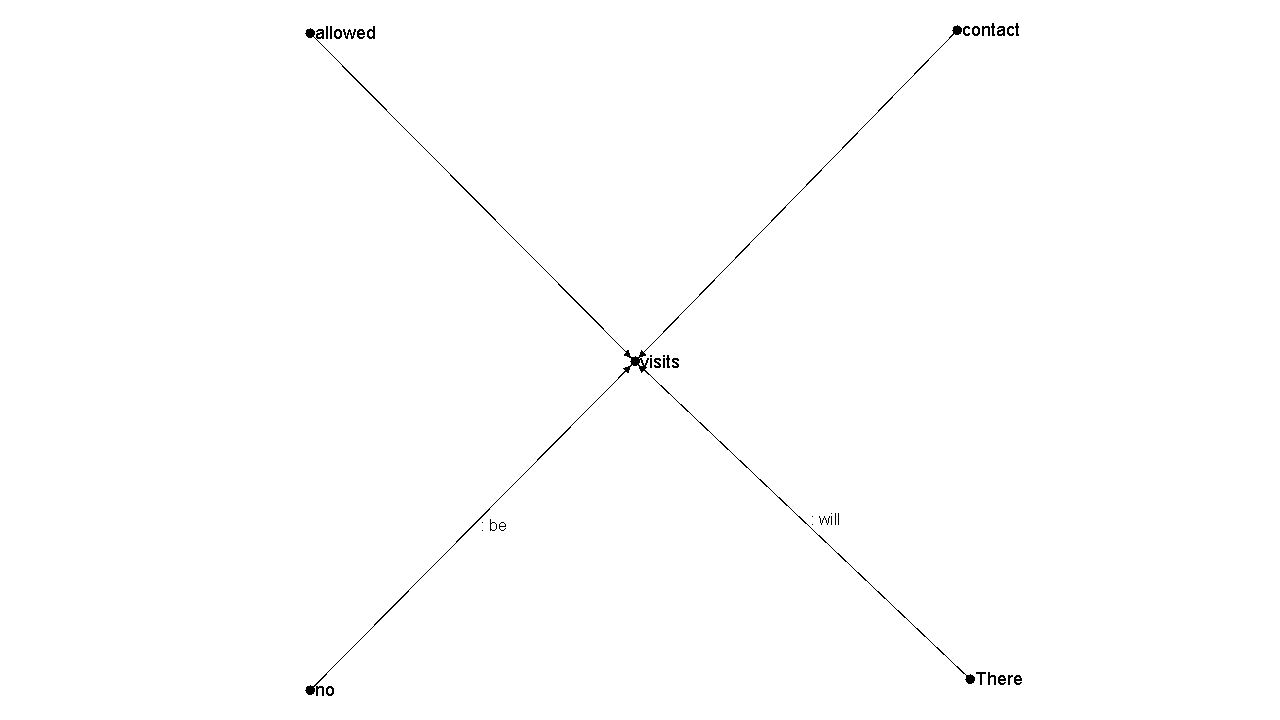 allowed
contact
visits
: be
: will
no
There